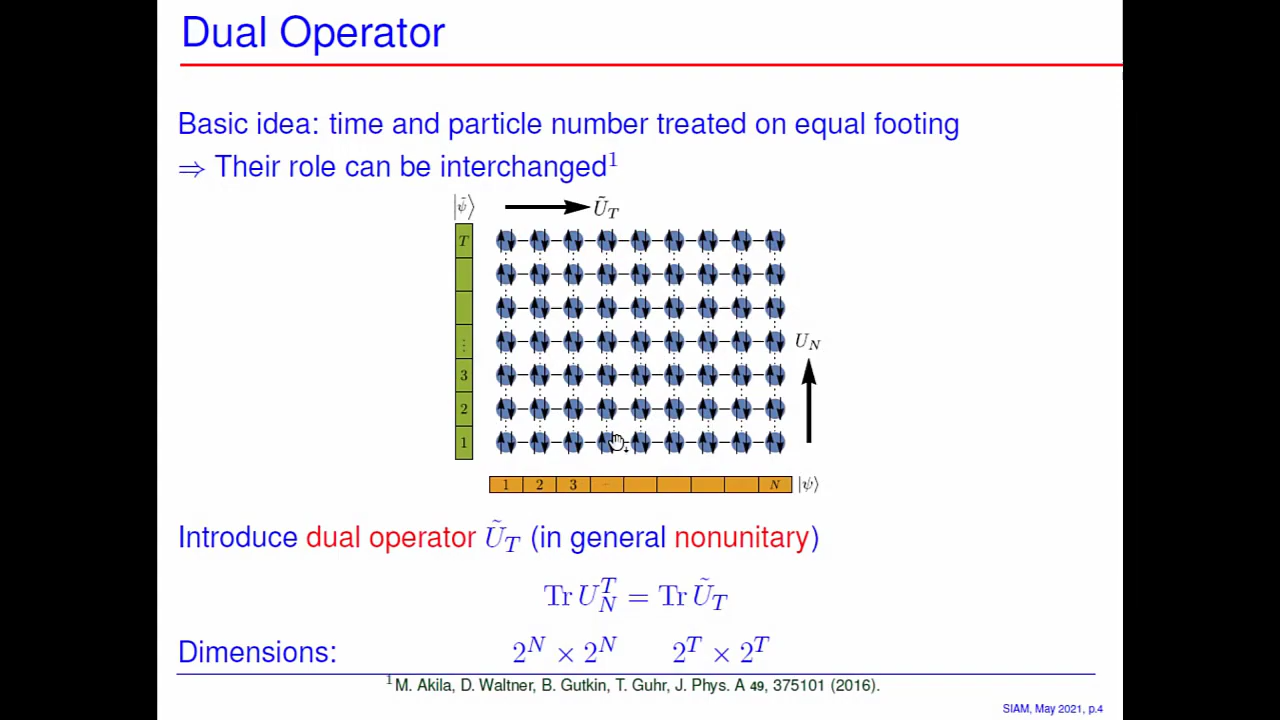 Dual Operator
Basic idea: time and particle number treated on equal footing
⇒ Their role can be interchanged¹
|ψ̃⟩
Ũ_T
T
⋮
3
2
1
U_N
1 2 3 ... N |ψ⟩
Introduce dual operator Ũ_T (in general nonunitary)
Tr U_N^T = Tr Ũ_T
Dimensions: 2^N × 2^N 2^T × 2^T
¹M. Akila, D. Waltner, B. Gutkin, T. Guhr, J. Phys. A 49, 375101 (2016).
SIAM, May 2021, p.4